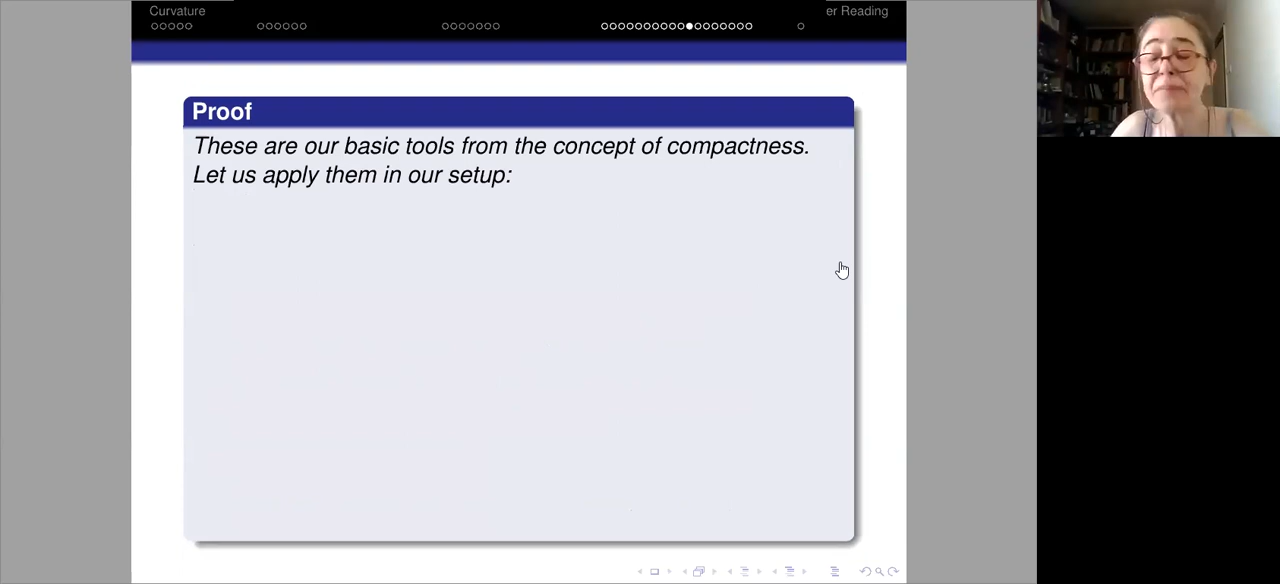 Curvature
er Reading
Proof
These are our basic tools from the concept of compactness.
Let us apply them in our setup: